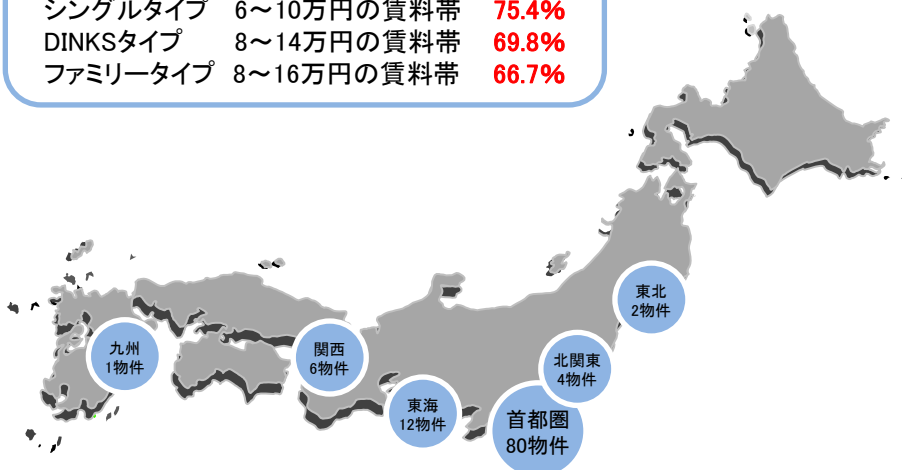 シングルタイプ 6～10万円の賃料帯 75.4%
DINKSタイプ 8～14万円の賃料帯 69.8%
ファミリータイプ 8～16万円の賃料帯 66.7%
東北
2物件
九州
1物件
関西
6物件
北関東
4物件
東海
12物件
首都圏
80物件